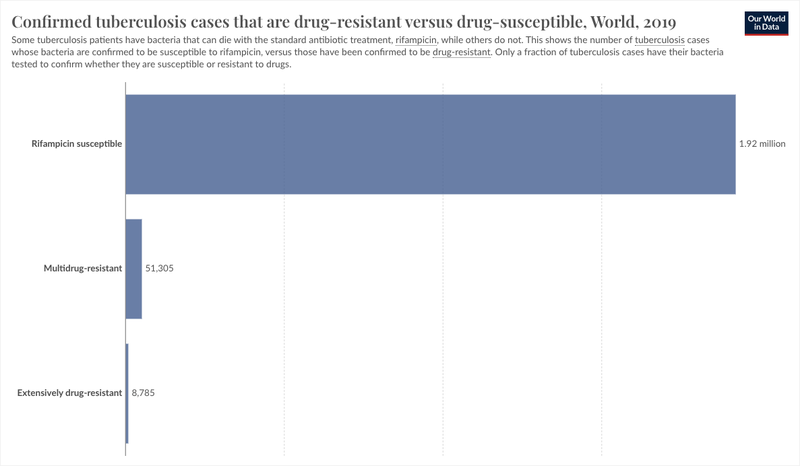 Confirmed tuberculosis cases that are drug-resistant versus drug-susceptible, World, 2019
Our World
in Data
Some tuberculosis patients have bacteria that can die with the standard antibiotic treatment, rifampicin, while others do not. This shows the number of tuberculosis cases
whose bacteria are confirmed to be susceptible to rifampicin, versus those have been confirmed to be drug-resistant. Only a fraction of tuberculosis cases have their bacteria
tested to confirm whether they are susceptible or resistant to drugs.
Rifampicin susceptible
1.92 million
Multidrug-resistant
51,305
Extensively drug-resistant
8,785